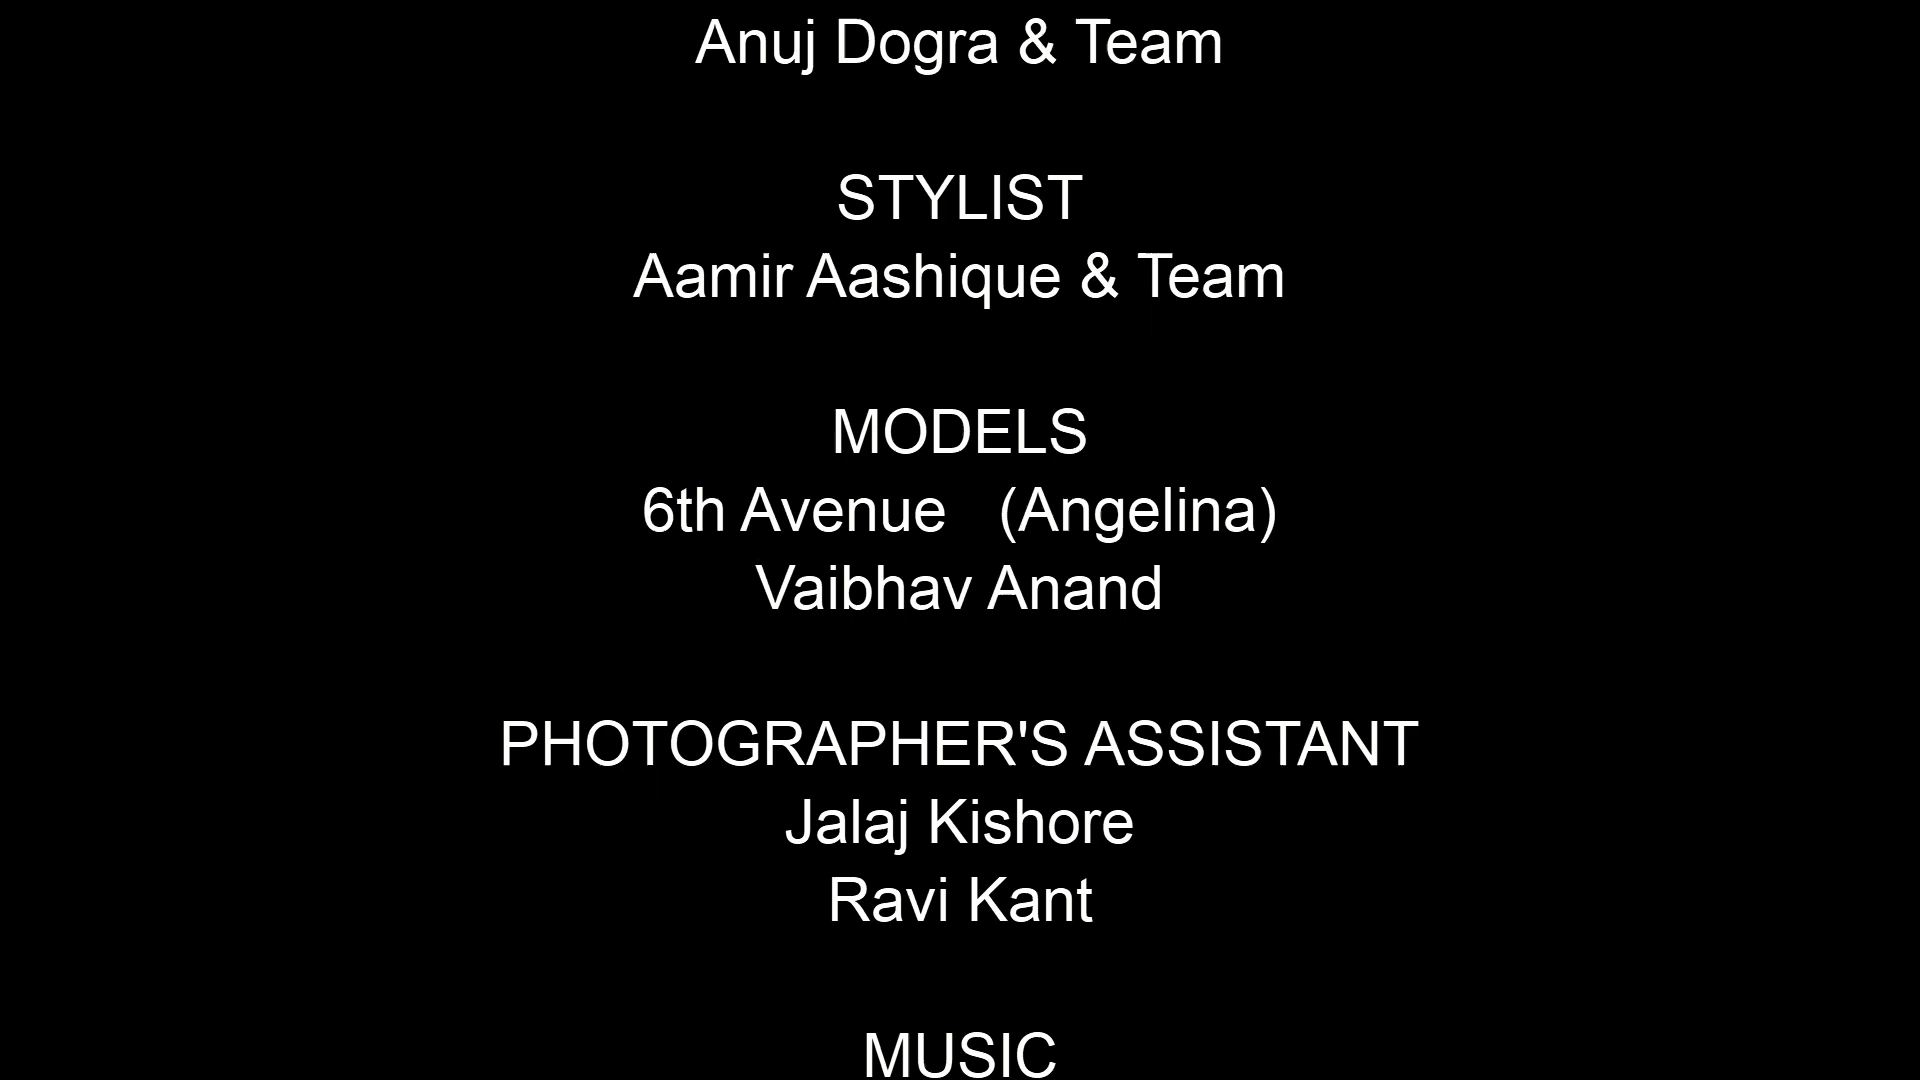 Anuj Dogra & Team
STYLIST
Aamir Aashique & Team
MODELS
6th Avenue   (Angelina)
Vaibhav Anand
PHOTOGRAPHER'S ASSISTANT
Jalaj Kishore
Ravi Kant
MUSIC